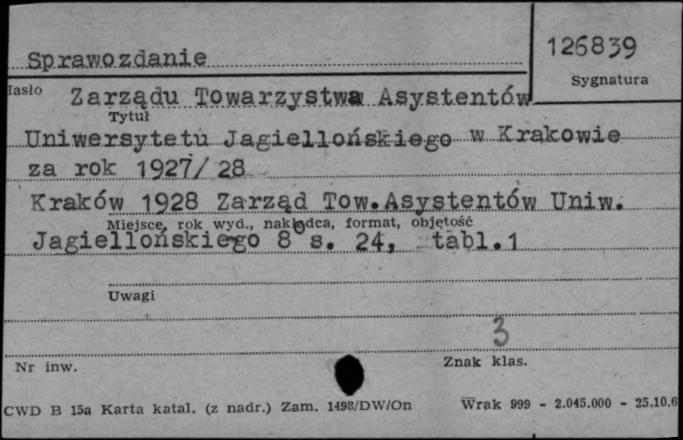 Sprawozdanie
126839
Sygnatura
Hasło
Zarządu Towarzystwa Asystentów
Tytuł
Uniwersytetu Jagiellońskiego w Krakowie
za rok 1927/28
Kraków 1928 Zarząd Tow.Asystentów Uniw.
Miejsce, rok wyd., nakładca, format, objętość
Jagiellońskiego 8° s. 24, tabl.1
Uwagi
3
Nr inw.
Znak klas.
CWD B 15a Karta katal. (z nadr.) Zam. 1498/DW/On
Wrak 999 - 2.045.000 - 25.10.6